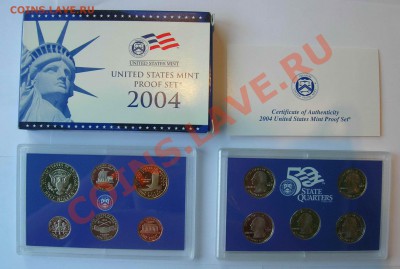 COINS.LAVE.RU
UNITED STATES MINT
UNITED STATES MINT
PROOF SET®
2004
Certificate of Authenticity
2004 United States Mint Proof Set®
50
STATE
QUARTERS
COINS.LAVE.RU